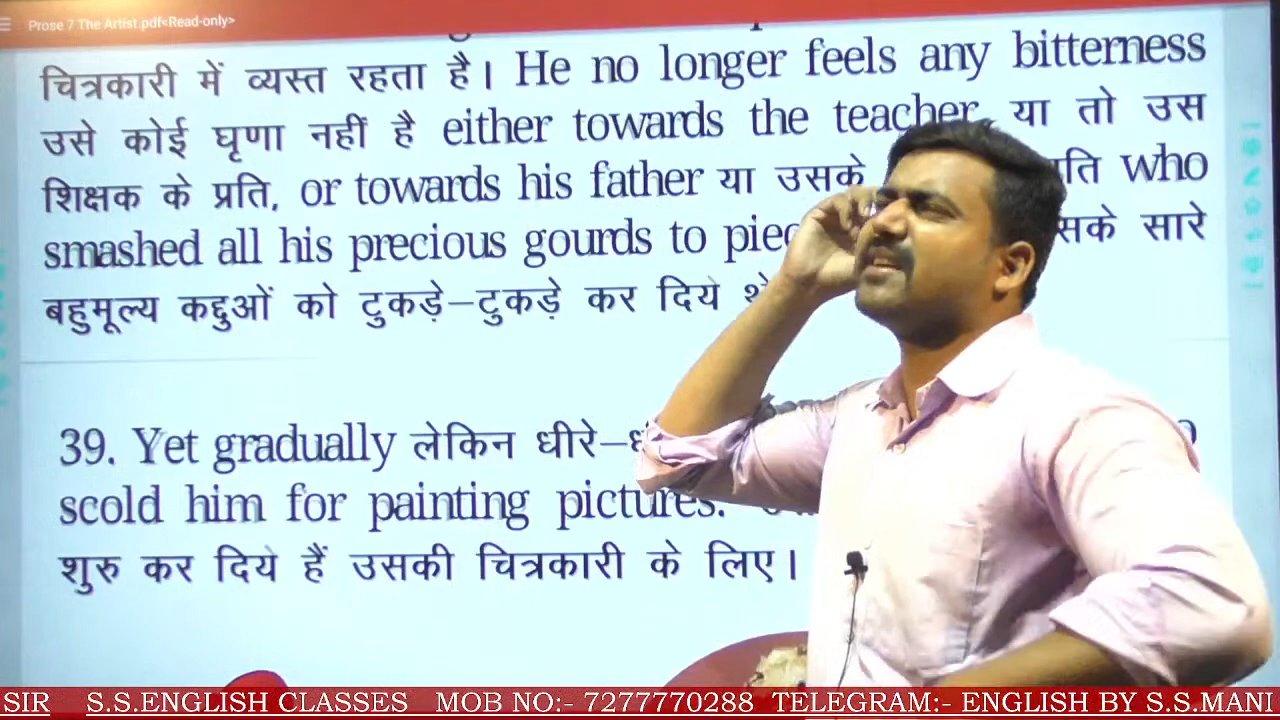 Prose 7 The Artist.pdf<Read-only>
चित्रकारी में व्यस्त रहता है। He no longer feels any bitterness
उसे कोई घृणा नहीं है either towards the teacher, या तो उस
शिक्षक के प्रति, or towards his father या उसके who
smashed all his precious gourds to सारे
बहुमूल्य कद्दुओं को टुकड़े–टुकड़े कर दिये
39. Yet gradually लेकिन
scold him for painting pictures.
शुरु कर दिये हैं उसकी चित्रकारी के लिए।
SIR S.S.ENGLISH CLASSES MOB NO:- 7277770288 TELEGRAM:- ENGLISH BY S.S.MANI